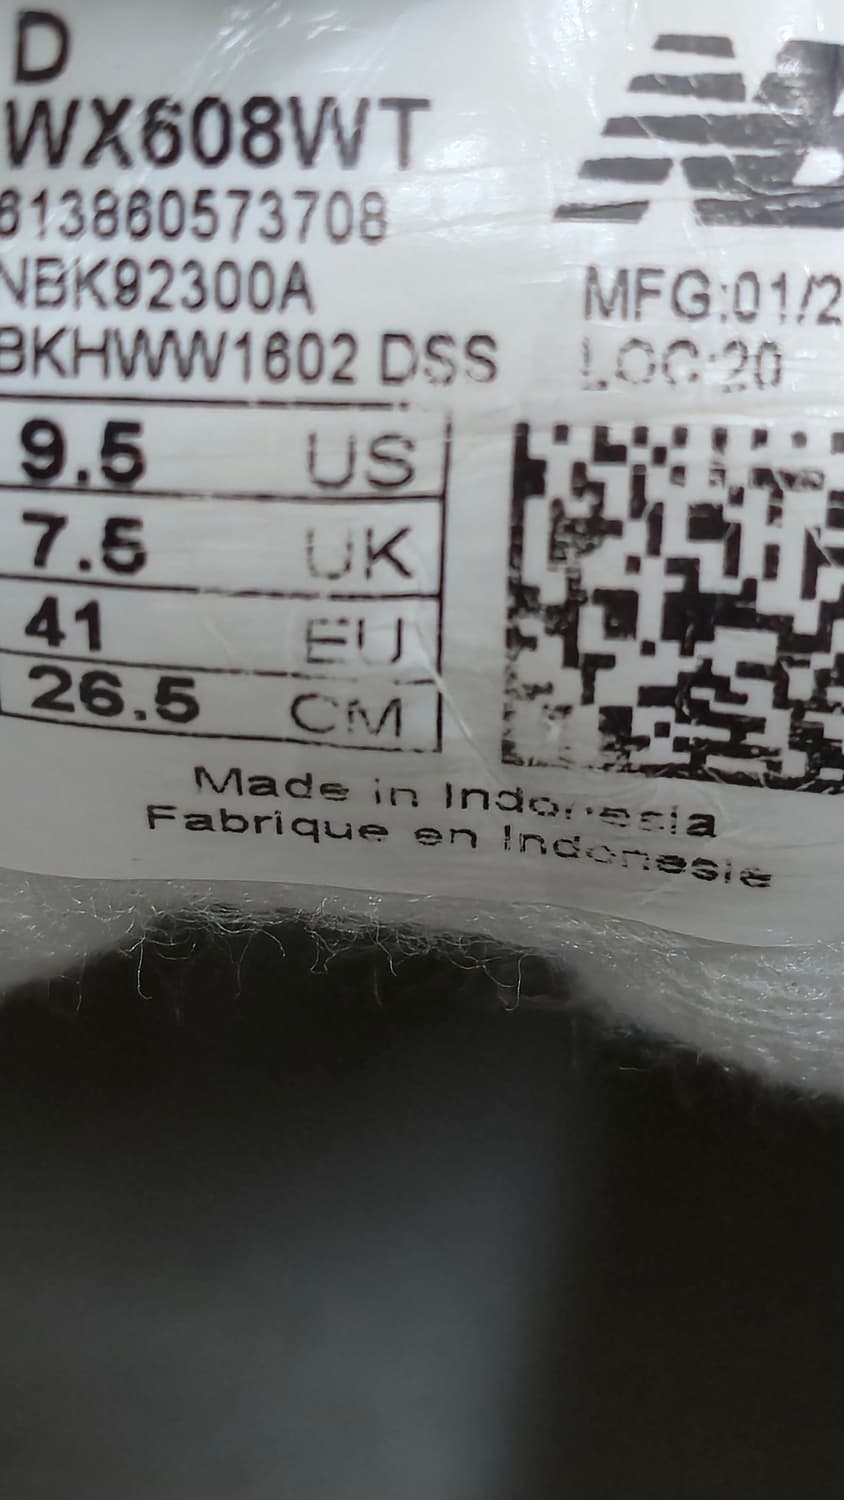 D
WX608WT
613860573708
NBK92300A
BKHWW1602 DSS
MFG:01/2
LOC:20
9.5 US
7.5 UK
41 EU
26.5 CM
Made in Indonesia
Fabrique en Indonesie